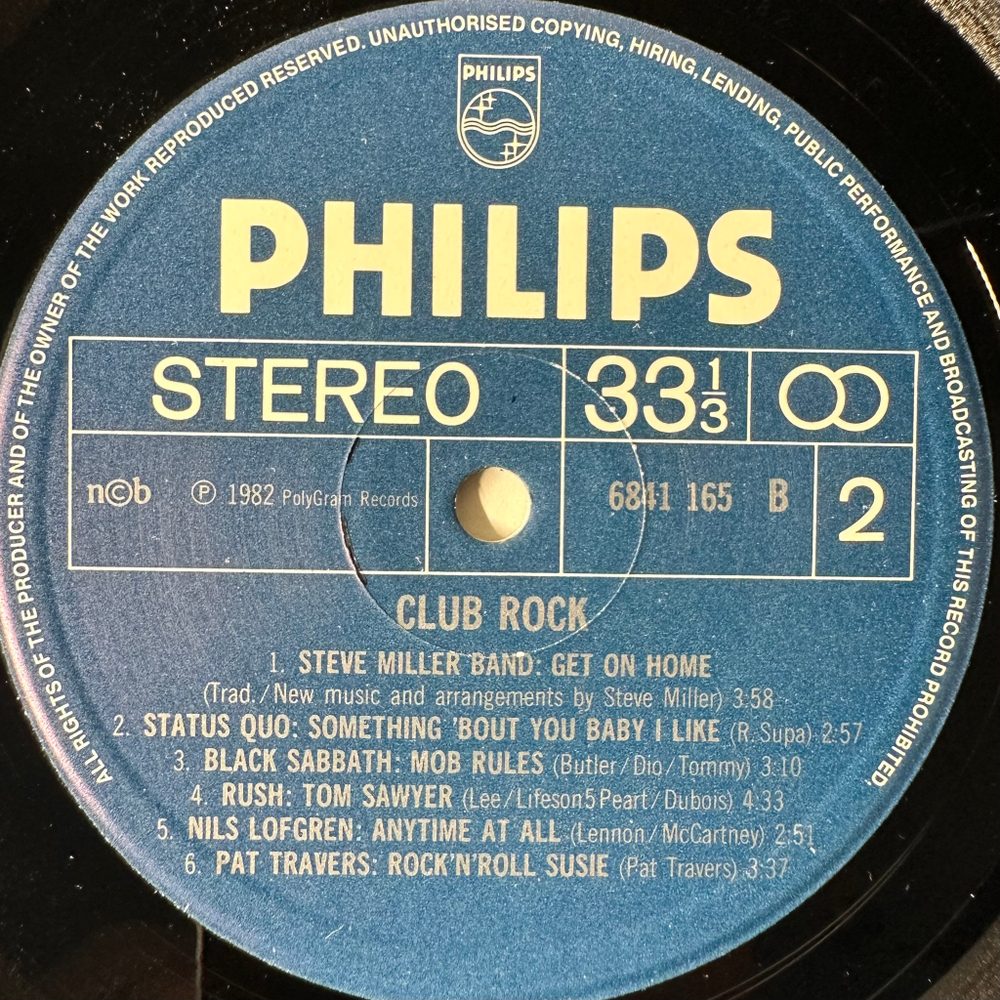 ALL RIGHTS OF THE PRODUCER AND OF THE OWNER OF THE WORK REPRODUCED RESERVED. UNAUTHORISED COPYING, HIRING, LENDING, PUBLIC PERFORMANCE AND BROADCASTING OF THIS RECORD PROHIBITED.
PHILIPS
PHILIPS
STEREO 33 1/3
n©b ℗ 1982 PolyGram Records 6841 165 B 2
CLUB ROCK
1. STEVE MILLER BAND: GET ON HOME
(Trad./New music and arrangements by Steve Miller) 3:58
2. STATUS QUO: SOMETHING 'BOUT YOU BABY I LIKE (R. Supa) 2:57
3. BLACK SABBATH: MOB RULES (Butler/Dio/Tommy) 3:10
4. RUSH: TOM SAWYER (Lee/Lifeson5Peart/Dubois) 4:33
5. NILS LOFGREN: ANYTIME AT ALL (Lennon/McCartney) 2:51
6. PAT TRAVERS: ROCK'N'ROLL SUSIE (Pat Travers) 3:37